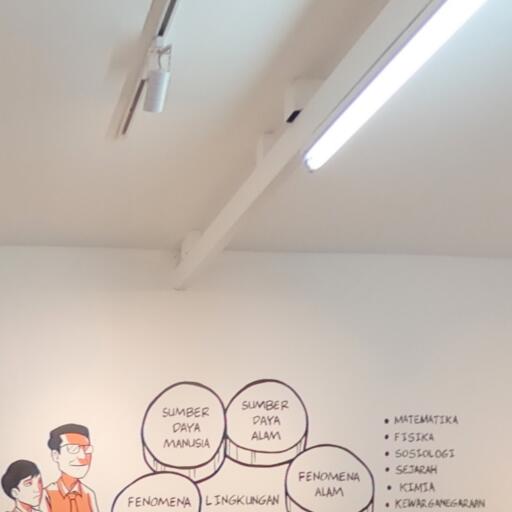 SUMBER
DAYA
MANUSIA
SUMBER
DAYA
ALAM
FENOMENA
LINGKUNGAN
FENOMENA
ALAM
• MATEMATIKA
• FISIKA
• SOSIOLOGI
• SEJARAH
• KIMIA
• KEWARGANEGARAAN